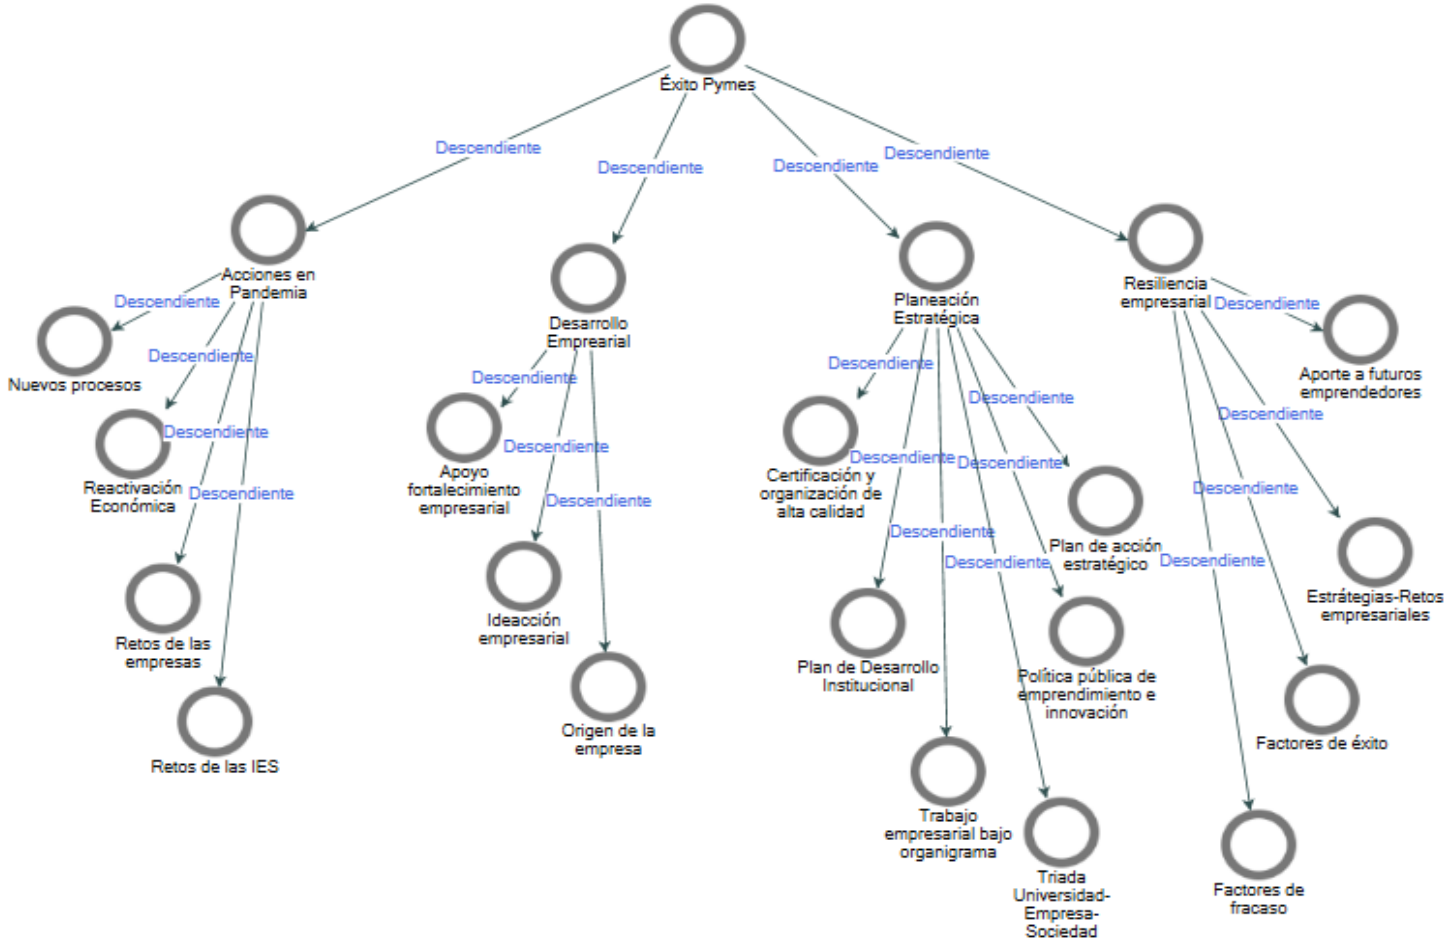 Éxito Pymes
Descendiente
Descendiente
Descendiente
Descendiente
Acciones en
Pandemia
Desarrollo
Emprearial
Planeación
Estratégica
Resiliencia
empresarial
Descendiente
Descendiente
Descendiente
Descendiente
Nuevos procesos
Reactivación
Económica
Retos de las
empresas
Retos de las IES
Descendiente
Descendiente
Descendiente
Apoyo
fortalecimiento
empresarial
Ideacción
empresarial
Origen de la
empresa
Descendiente
Descendiente
Descendiente
Descendiente
Descendiente
Descendiente
Certificación y
organización de
alta calidad
Plan de acción
estratégico
Plan de Desarrollo
Institucional
Política pública de
emprendimiento e
innovación
Trabajo
empresarial bajo
organigrama
Triada
Universidad-
Empresa-
Sociedad
Descendiente
Descendiente
Descendiente
Descendiente
Aporte a futuros
emprendedores
Estrátegias-Retos
empresariales
Factores de éxito
Factores de
fracaso